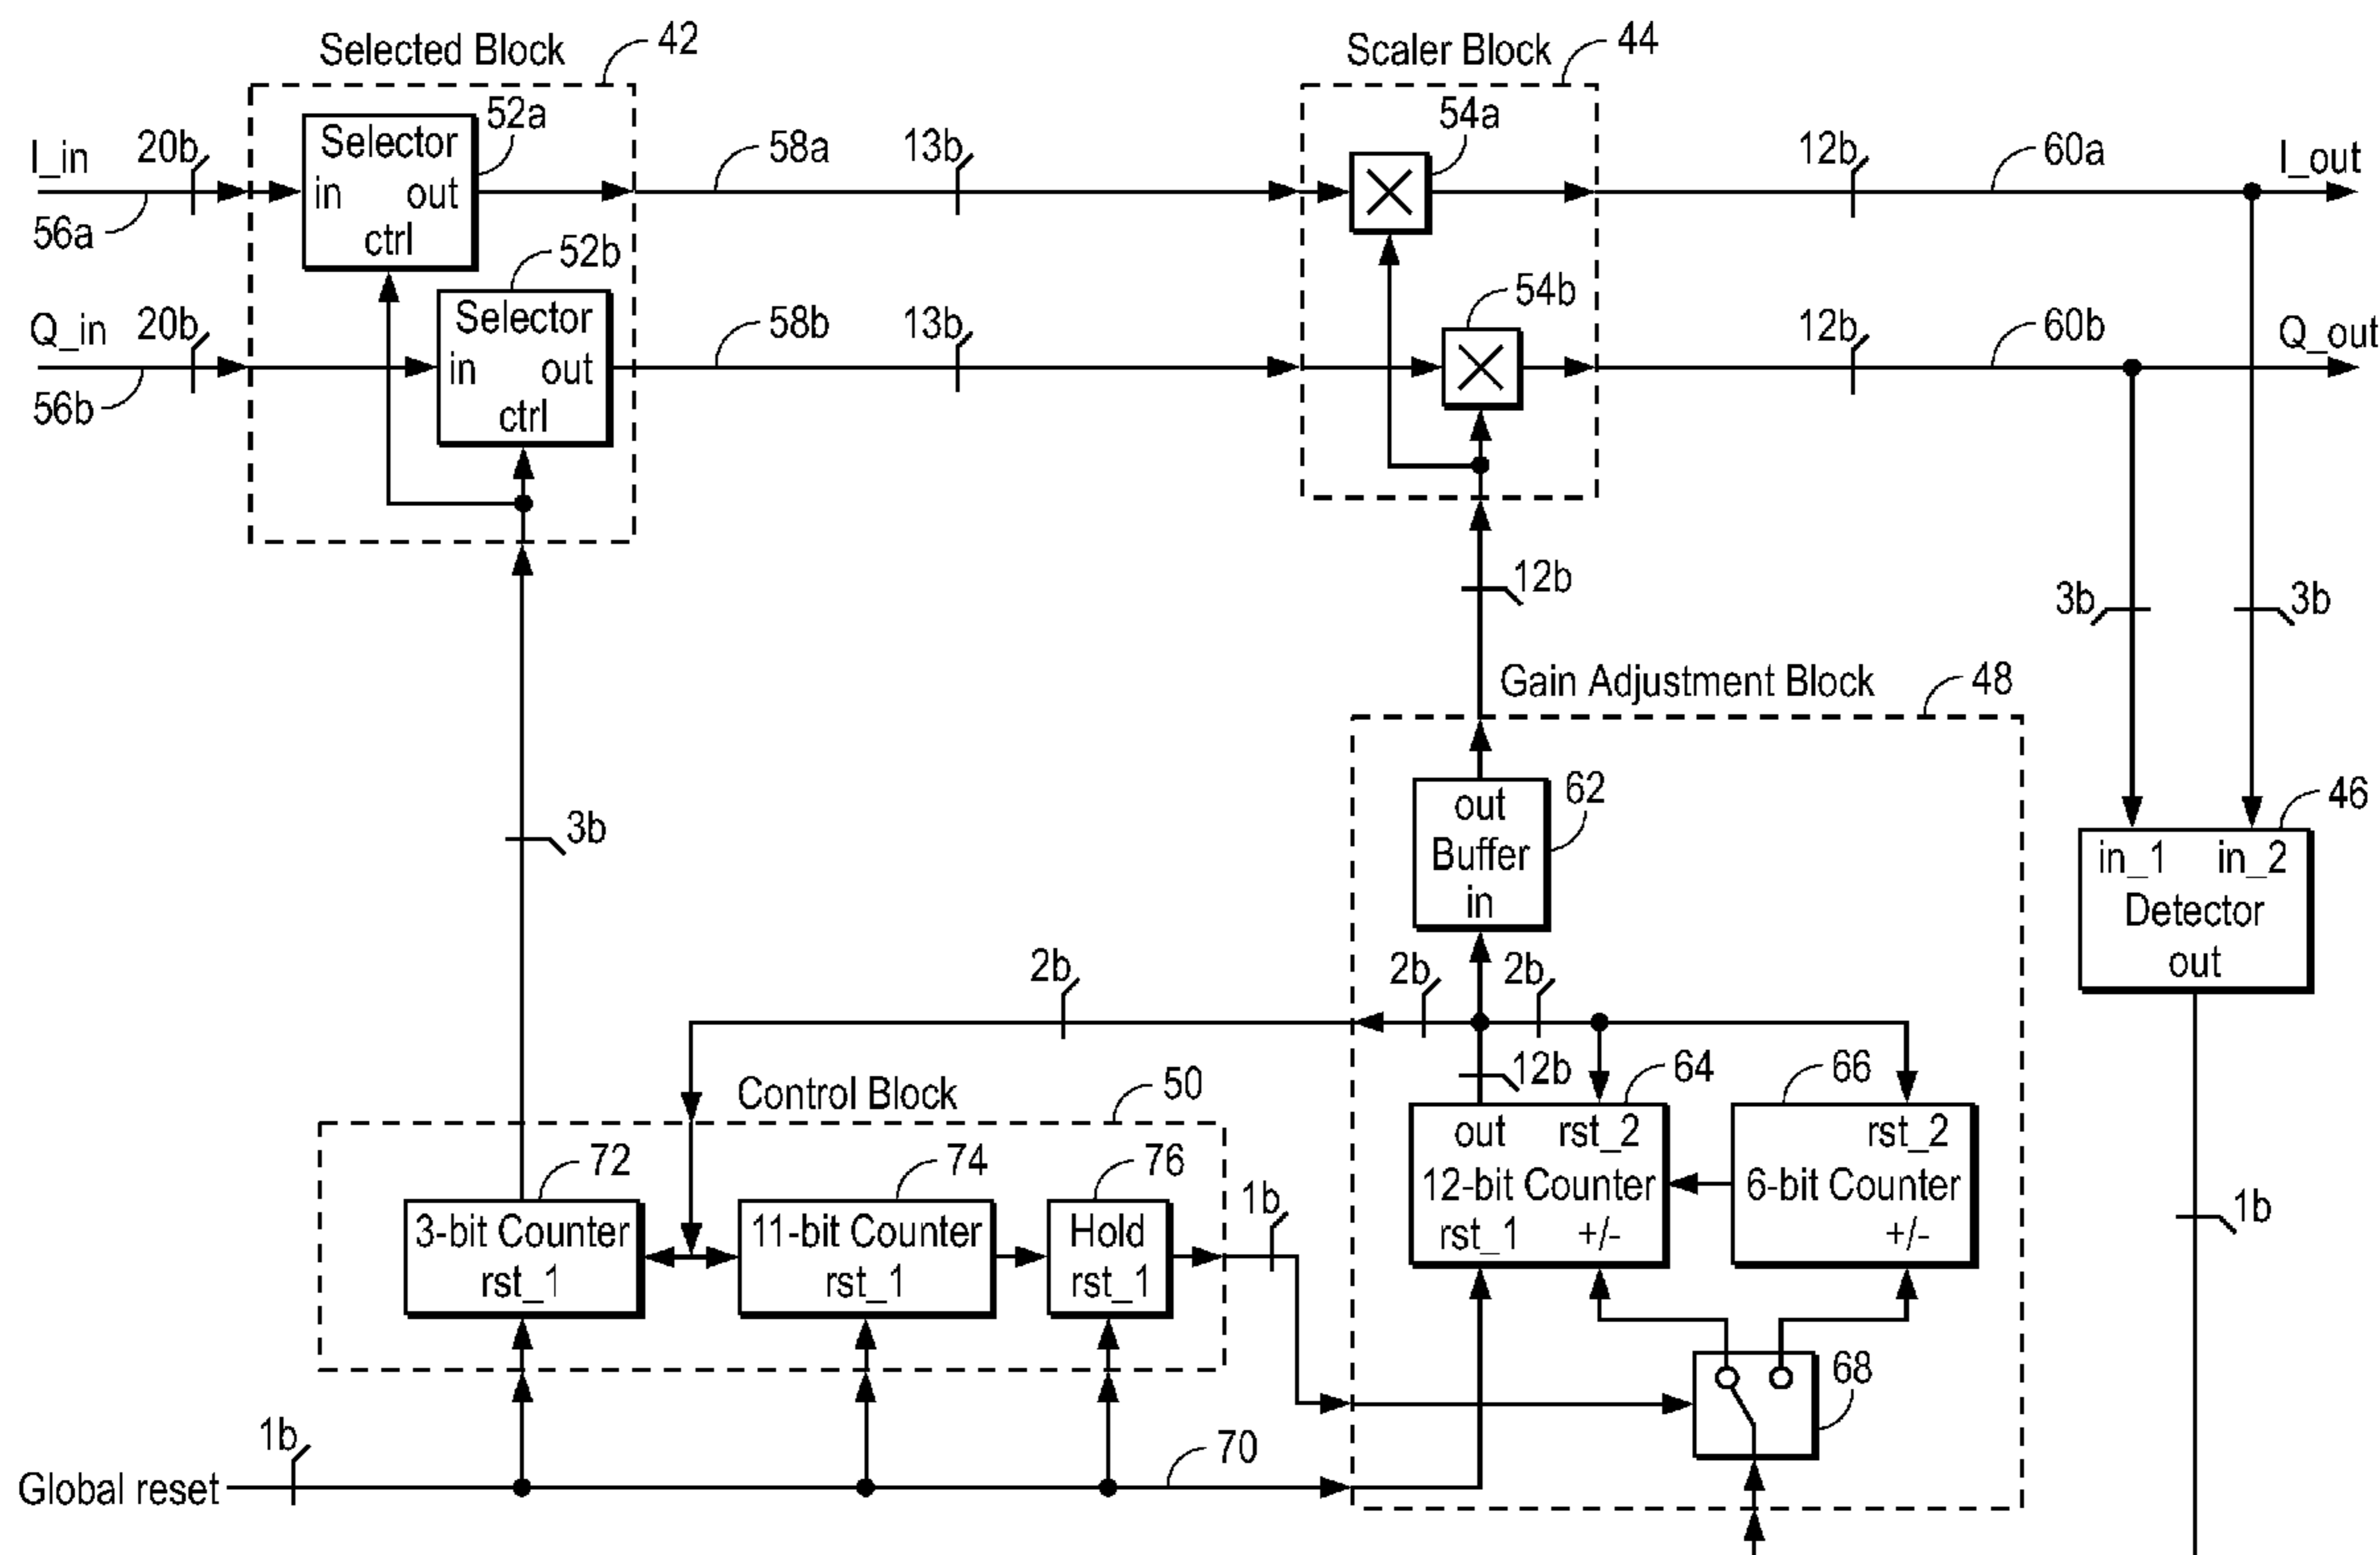 Selected Block 42
Scaler Block 44
I_in 20b
56a
Selector 52a
in out
ctrl
58a 13b
54a
12b 60a I_out
Q_in 20b
56b
Selector 52b
in out
ctrl
58b 13b
54b
12b 60b Q_out
12b
3b 3b
3b
Gain Adjustment Block 48
out 62
Buffer
in
46
in_1 in_2
Detector
out
2b 2b 2b
12b 64 66
out rst_2 rst_2
12-bit Counter 6-bit Counter
rst_1 +/- +/-
1b
Control Block 50
72 74 76
3-bit Counter 11-bit Counter Hold
rst_1 rst_1 rst_1
1b
68
Global reset 1b 70